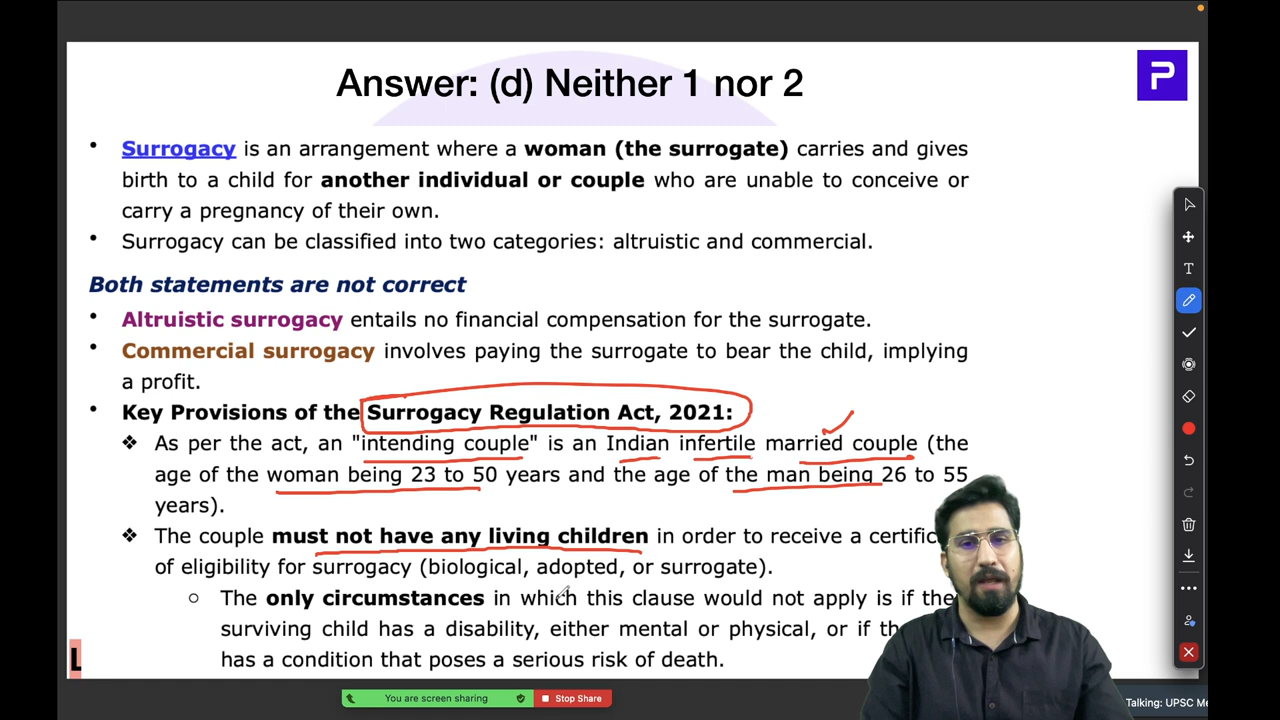 Answer: (d) Neither 1 nor 2
P
• Surrogacy is an arrangement where a woman (the surrogate) carries and gives
birth to a child for another individual or couple who are unable to conceive or
carry a pregnancy of their own.
• Surrogacy can be classified into two categories: altruistic and commercial.
Both statements are not correct
• Altruistic surrogacy entails no financial compensation for the surrogate.
• Commercial surrogacy involves paying the surrogate to bear the child, implying
a profit.
• Key Provisions of the Surrogacy Regulation Act, 2021:
❖ As per the act, an "intending couple" is an Indian infertile married couple (the
age of the woman being 23 to 50 years and the age of the man being 26 to 55
years).
❖ The couple must not have any living children in order to receive a certific
of eligibility for surrogacy (biological, adopted, or surrogate).
○ The only circumstances in which this clause would not apply is if the
surviving child has a disability, either mental or physical, or if th
has a condition that poses a serious risk of death.
L
T
You are screen sharing
Stop Share
Talking: UPSC Me